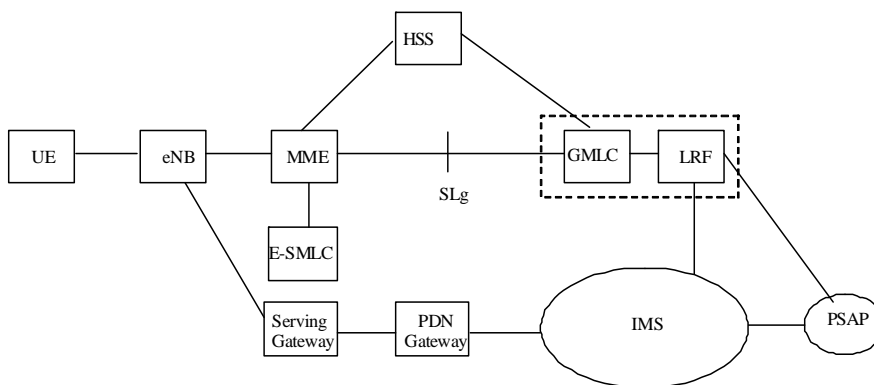 HSS
UE
eNB
MME
GMLC
LRF
SLg
E-SMLC
Serving
Gateway
PDN
Gateway
IMS
PSAP